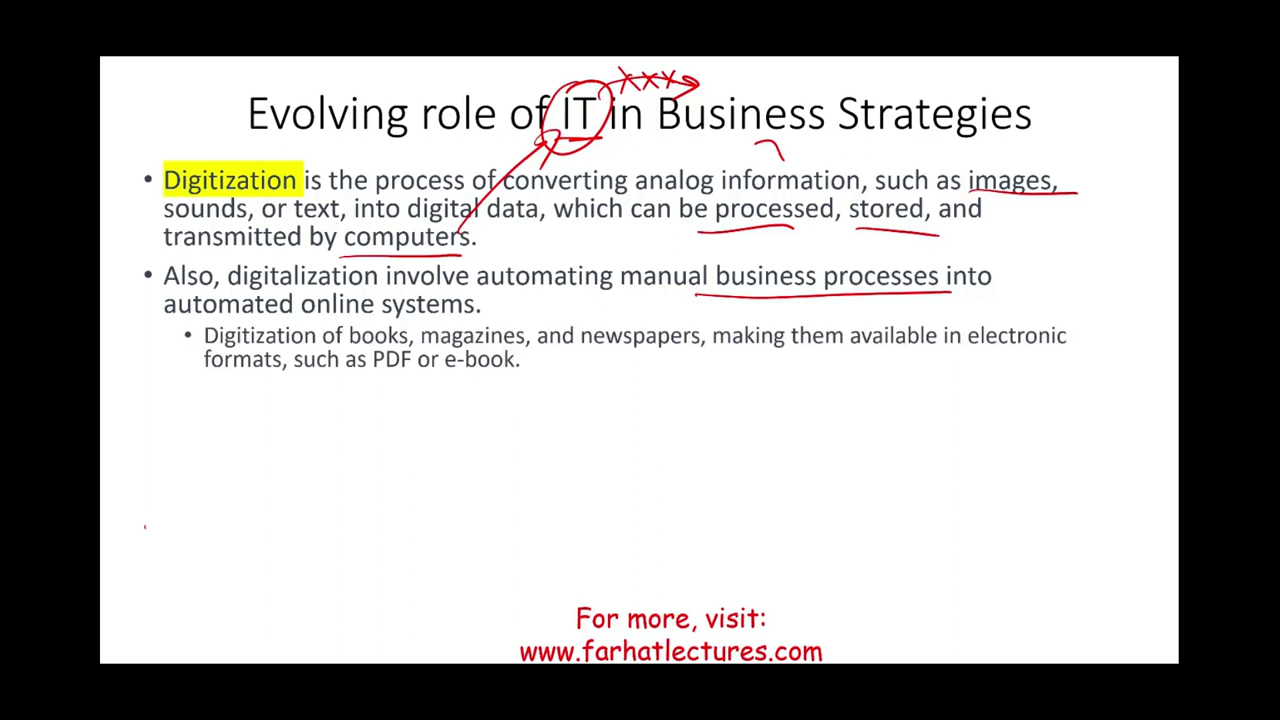 Evolving role of IT in Business Strategies
• Digitization is the process of converting analog information, such as images,
sounds, or text, into digital data, which can be processed, stored, and
transmitted by computers.
• Also, digitalization involve automating manual business processes into
automated online systems.
• Digitization of books, magazines, and newspapers, making them available in electronic
formats, such as PDF or e-book.
For more, visit:
www.farhatlectures.com